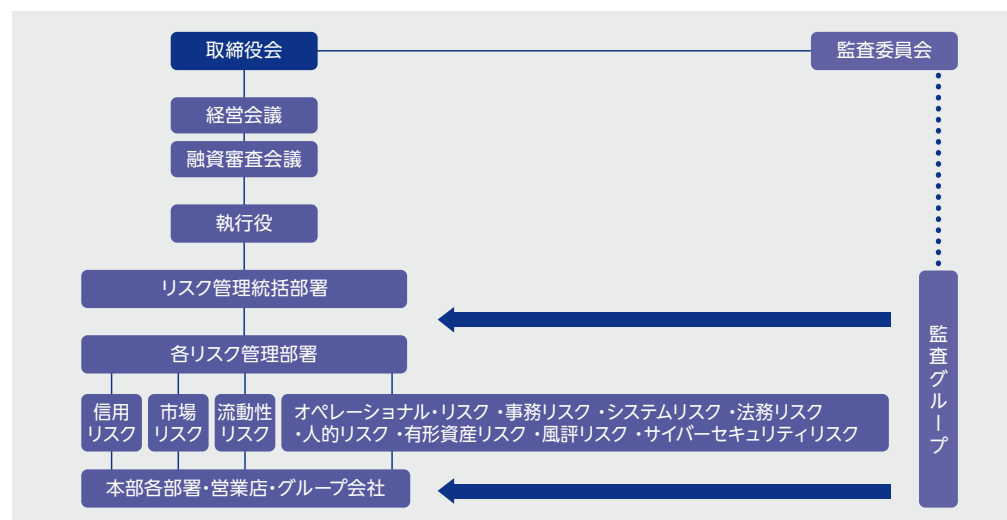 取締役会
監査委員会
経営会議
融資審査会議
執行役
リスク管理統括部署
各リスク管理部署
信用
リスク
市場
リスク
流動性
リスク
オペレーショナル・リスク ・事務リスク ・システムリスク ・法務リスク
・人的リスク ・有形資産リスク ・風評リスク ・サイバーセキュリティリスク
本部各部署・営業店・グループ会社
監査グループ